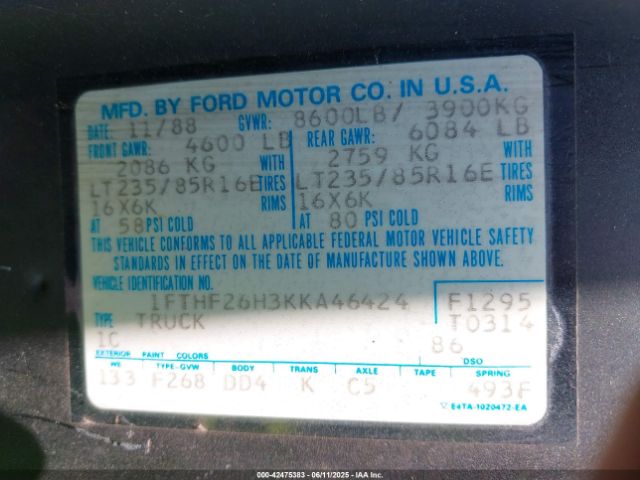 MFD. BY FORD MOTOR CO. IN U.S.A.
DATE: 11/88 GVWR: 8600LB/ 3900KG
FRONT GAWR: 4600 LB REAR GAWR: 6084 LB
2086 KG WITH 2759 KG WITH
LT235/85R16E TIRES LT235/85R16E TIRES
16X6K RIMS 16X6K RIMS
AT 58 PSI COLD AT 80 PSI COLD
THIS VEHICLE CONFORMS TO ALL APPLICABLE FEDERAL MOTOR VEHICLE SAFETY
STANDARDS IN EFFECT ON THE DATE OF MANUFACTURE SHOWN ABOVE.
VEHICLE IDENTIFICATION NO.
1FTHF26H3KKA46424 F1295
TYPE TRUCK T0314
1C 86
EXTERIOR PAINT COLORS DSO
WB TYPE-GVW BODY TRANS AXLE TAPE SPRING
133 F268 DD4 K C5 493F
E4TA-1020472-EA
00-42475383 - 06/11/2025 - IAA Inc.